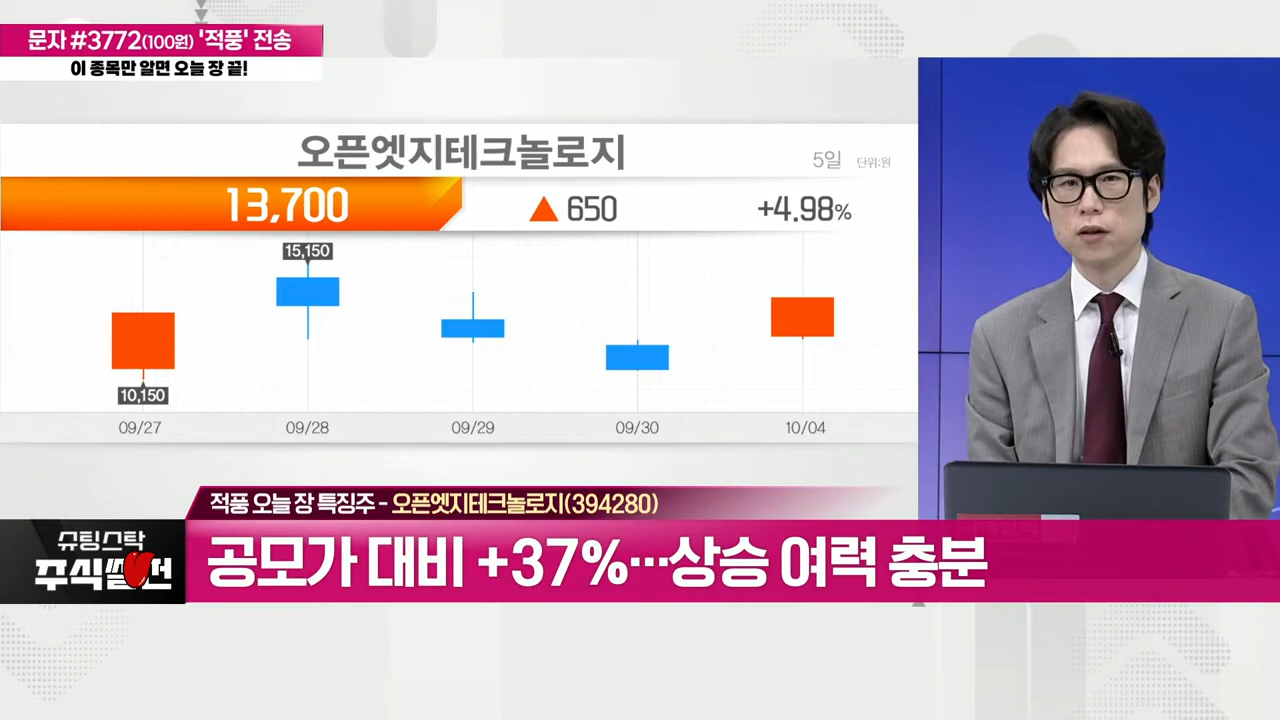 문자 #3772(100원) '적풍' 전송
이 종목만 알면 오늘 장 끝!
오픈엣지테크놀로지
5일 단위:원
13,700 ▲ 650 +4.98%
15,150
10,150
09/27 09/28 09/29 09/30 10/04
적풍 오늘 장 특징주 - 오픈엣지테크놀로지(394280)
슈팅스탁
주식썰전
공모가 대비 +37%…상승 여력 충분